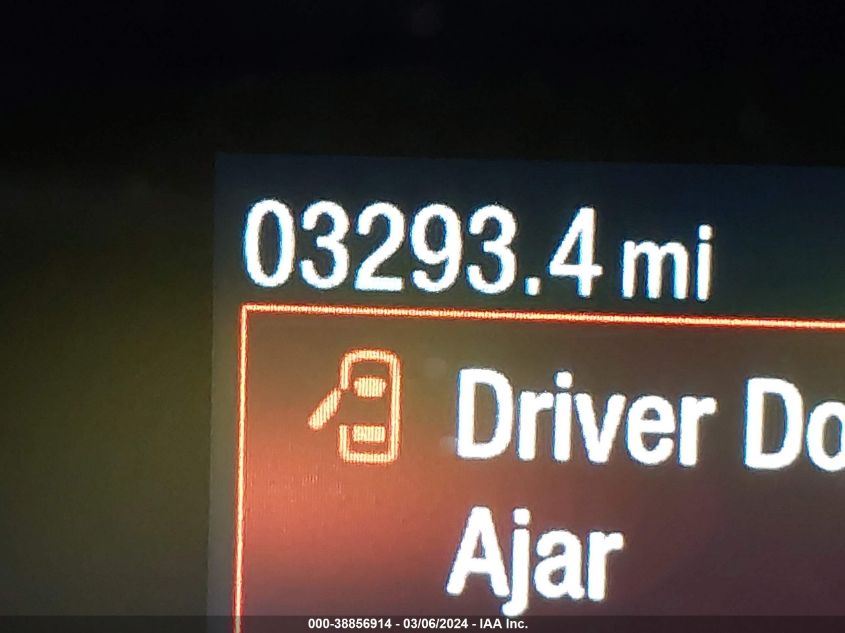 03293.4 mi
Driver Do
Ajar
000-38856914 - 03/06/2024 - IAA Inc.